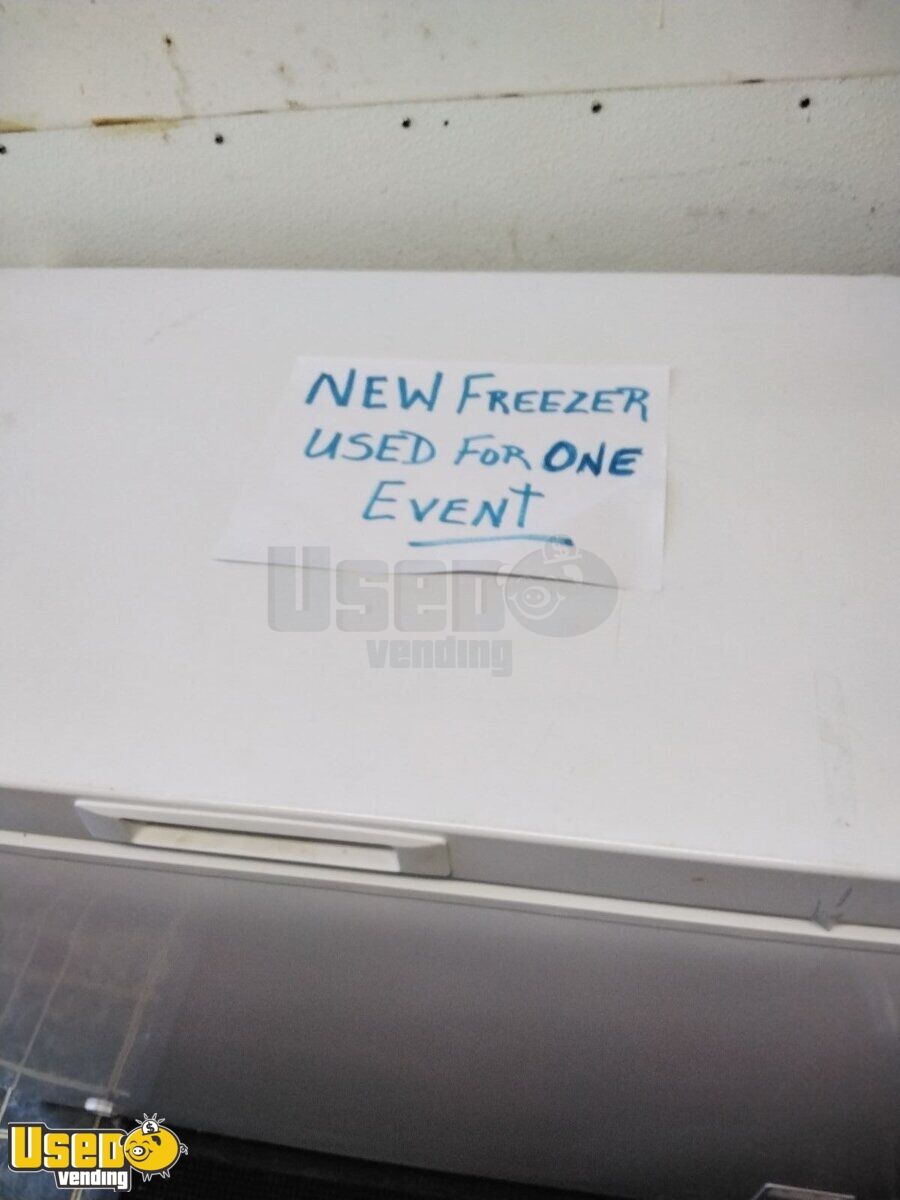 NEW FREEZER
USED FOR ONE
EVENT
USED
vending
USED
vending